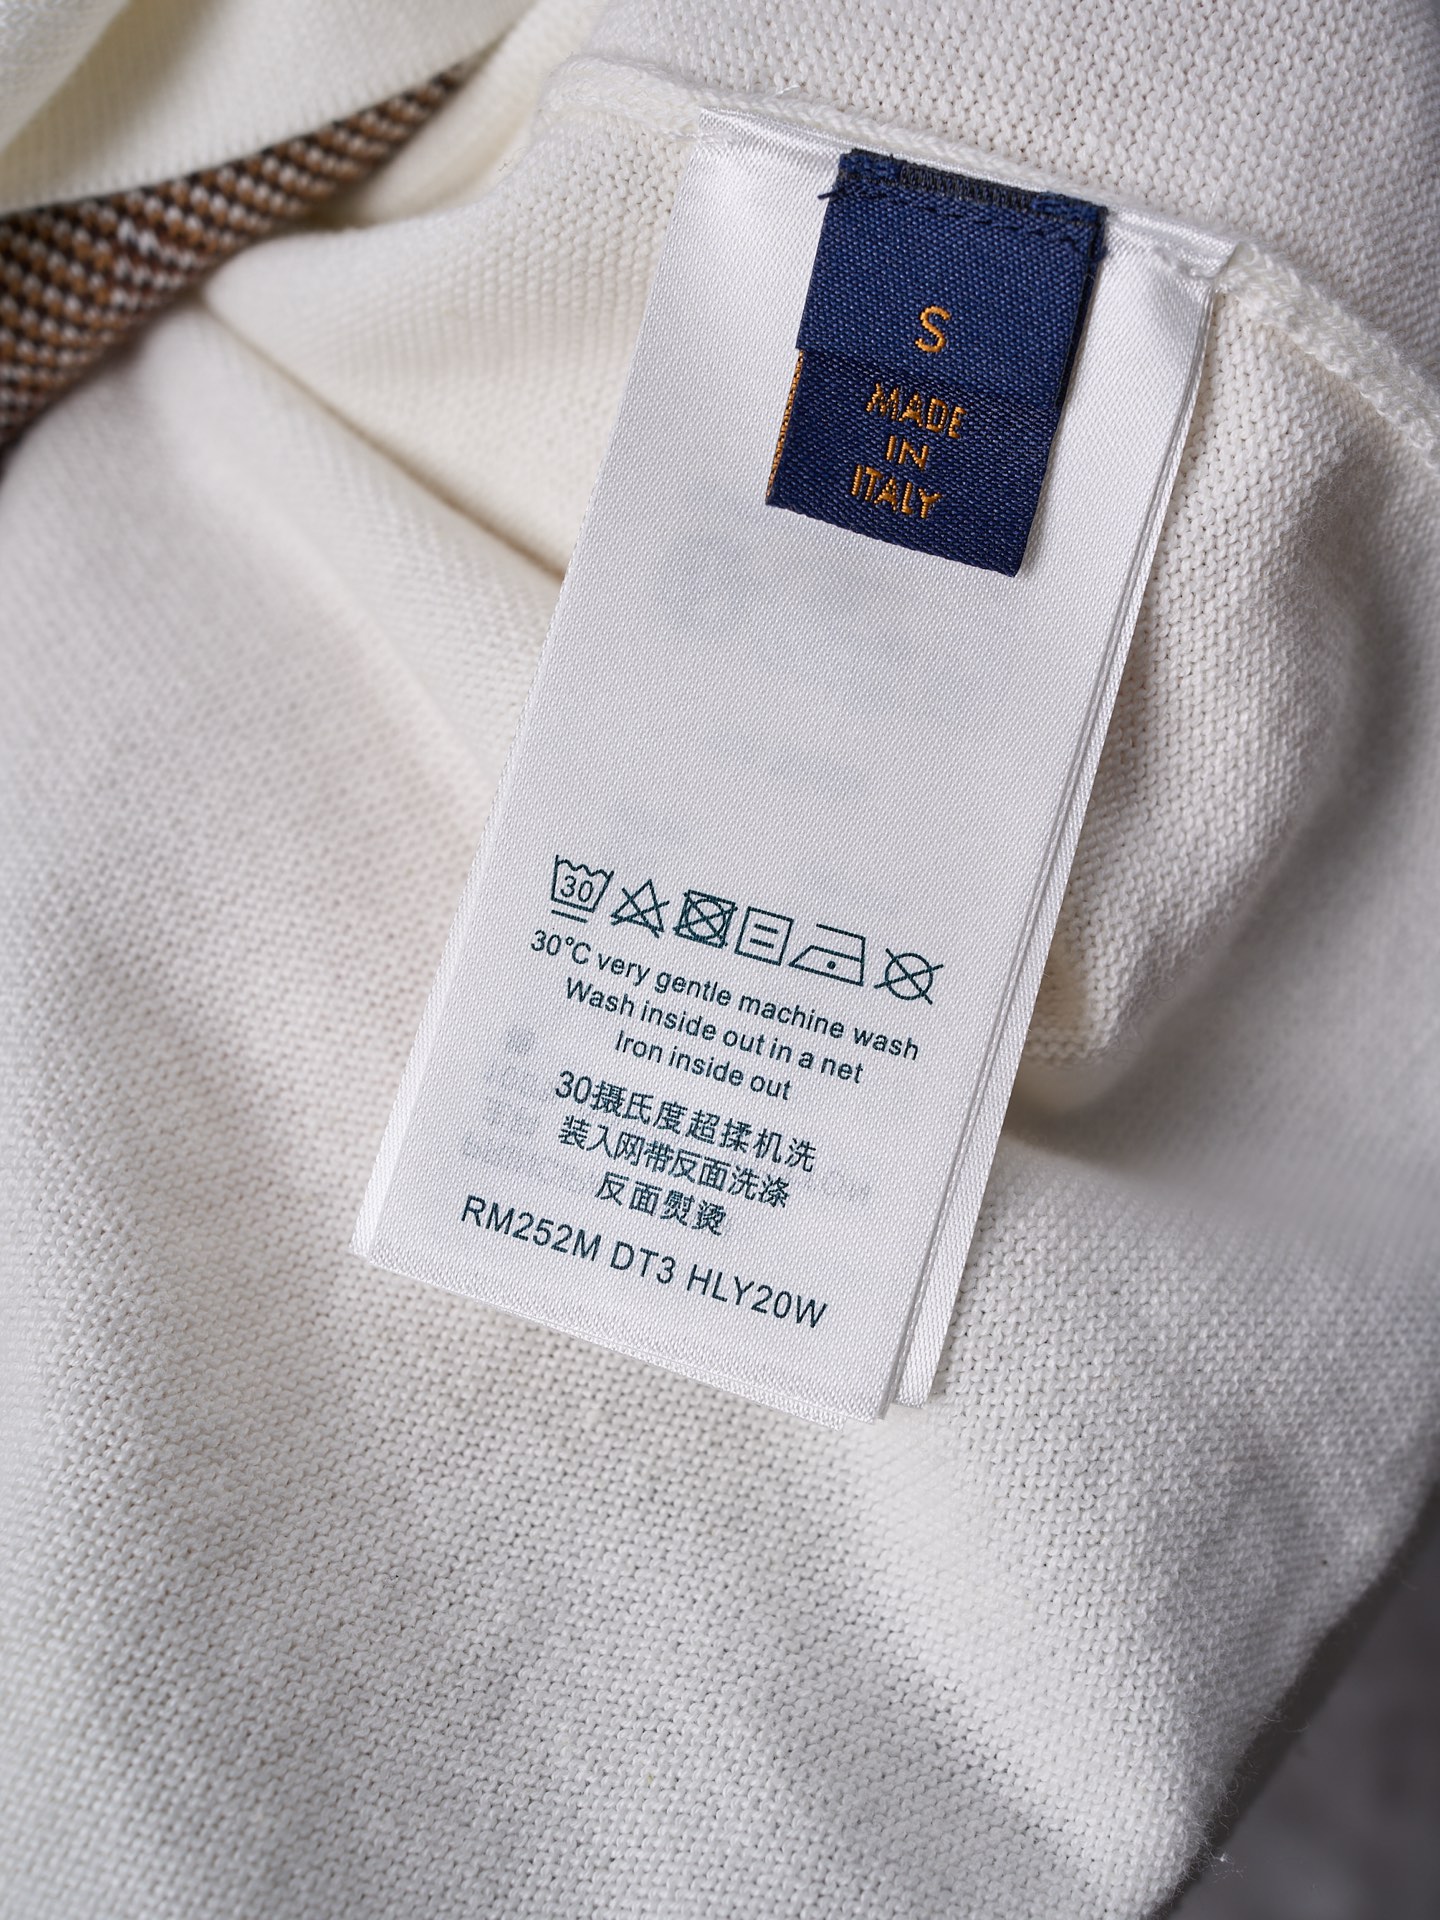 S
MADE
IN
ITALY
30
30°C very gentle machine wash
Wash inside out in a net
Iron inside out
30摄氏度超揉机洗
装入网带反面洗涤
反面熨烫
RM252M DT3 HLY20W